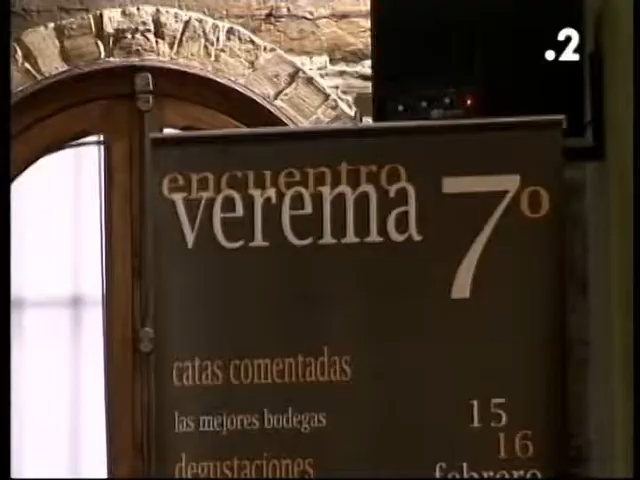 .2
encuentro
verema 7º
catas comentadas
las mejores bodegas
15
16
degustaciones
febrero